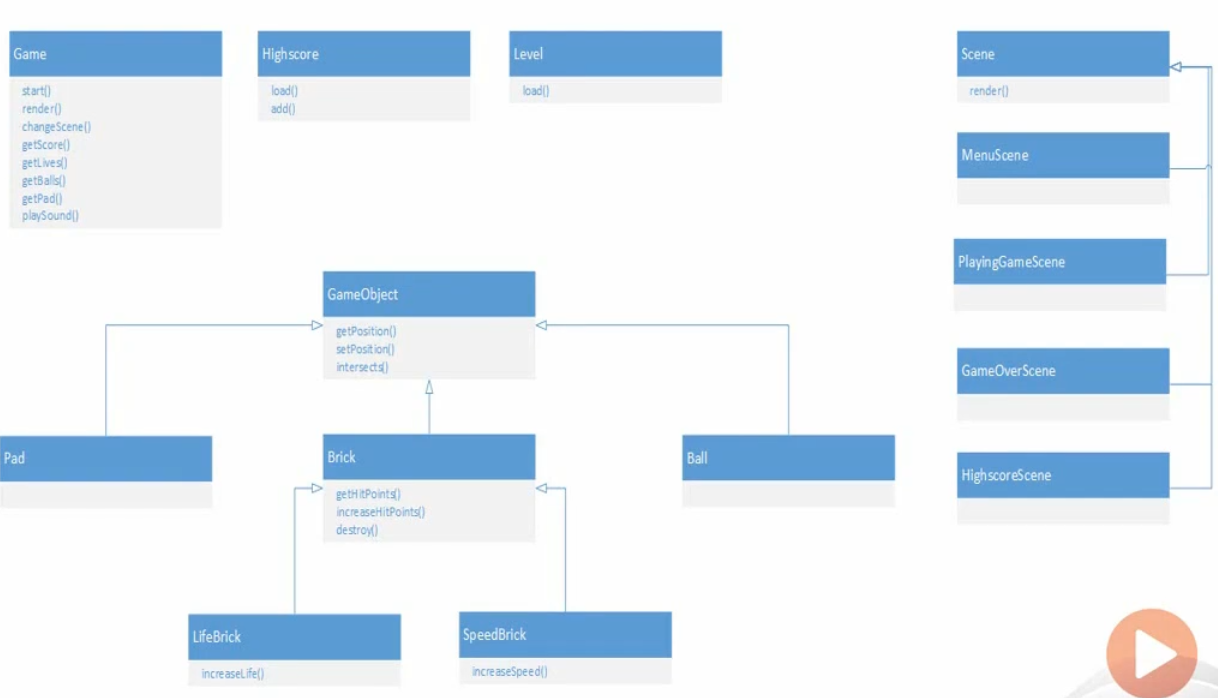 Game
start()
render()
changeScene()
getScore()
getLives()
getBalls()
getPad()
playSound()
Highscore
load()
add()
Level
load()
Scene
render()
MenuScene
PlayingGameScene
GameOverScene
HighscoreScene
GameObject
getPosition()
setPosition()
intersects()
Pad
Brick
getHitPoints()
increaseHitPoints()
destroy()
Ball
LifeBrick
increaseLife()
SpeedBrick
increaseSpeed()